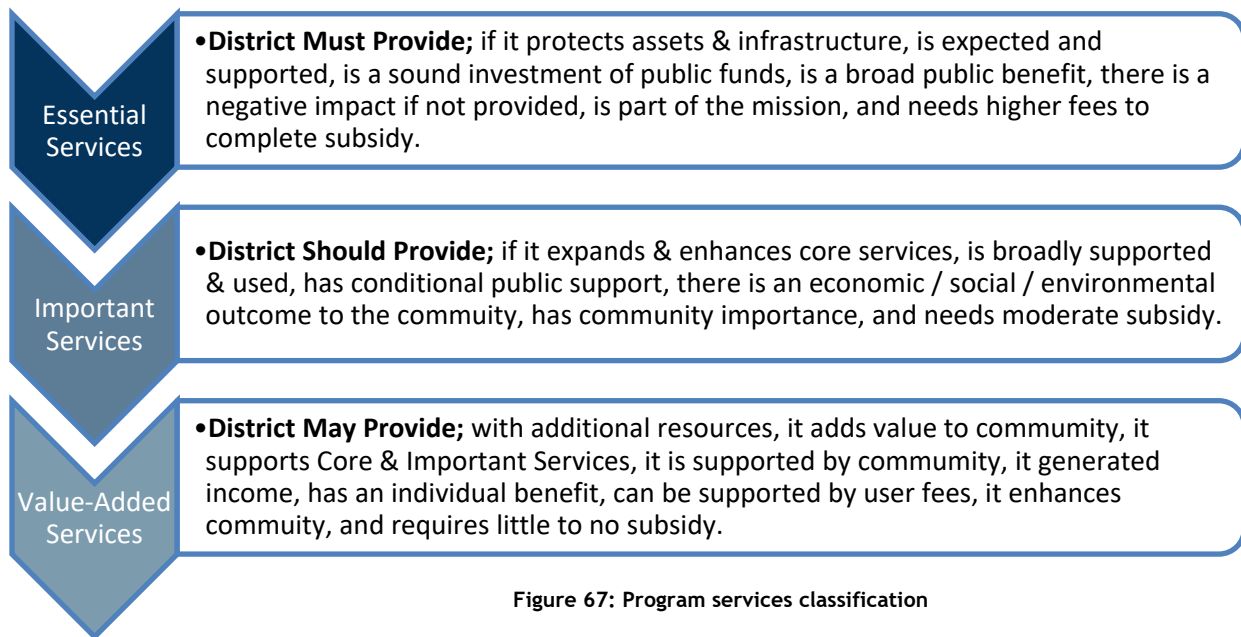 Essential
Services
•District Must Provide; if it protects assets & infrastructure, is expected and
supported, is a sound investment of public funds, is a broad public benefit, there is a
negative impact if not provided, is part of the mission, and needs higher fees to
complete subsidy.
Important
Services
•District Should Provide; if it expands & enhances core services, is broadly supported
& used, has conditional public support, there is an economic / social / environmental
outcome to the commuity, has community importance, and needs moderate subsidy.
Value-Added
Services
•District May Provide; with additional resources, it adds value to commumity, it
supports Core & Important Services, it is supported by commumity, it generated
income, has an individual benefit, can be supported by user fees, it enhances
commuity, and requires little to no subsidy.
Figure 67: Program services classification